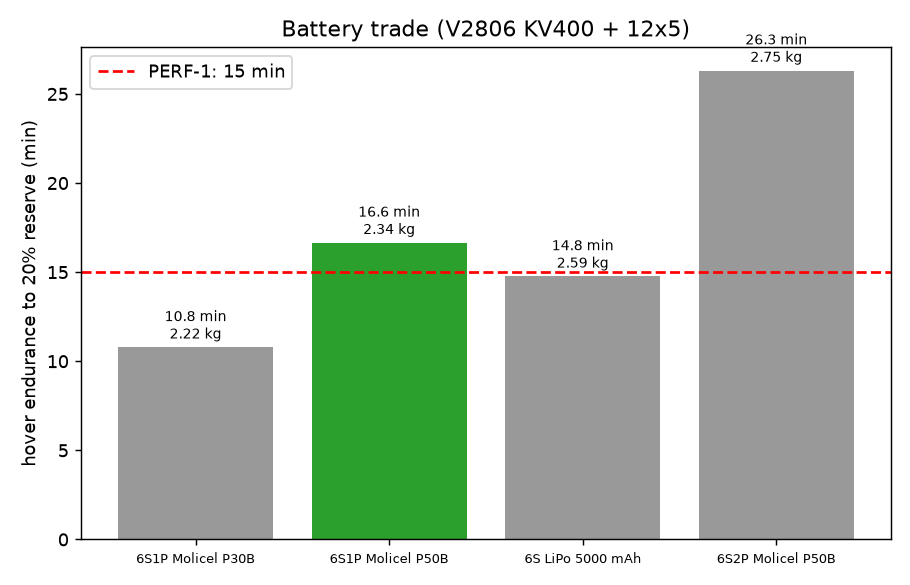 Battery trade (V2806 KV400 + 12x5)
PERF-1: 15 min
hover endurance to 20% reserve (min)
25
20
15
10
5
0
10.8 min
2.22 kg
16.6 min
2.34 kg
14.8 min
2.59 kg
26.3 min
2.75 kg
6S1P Molicel P30B
6S1P Molicel P50B
6S LiPo 5000 mAh
6S2P Molicel P50B